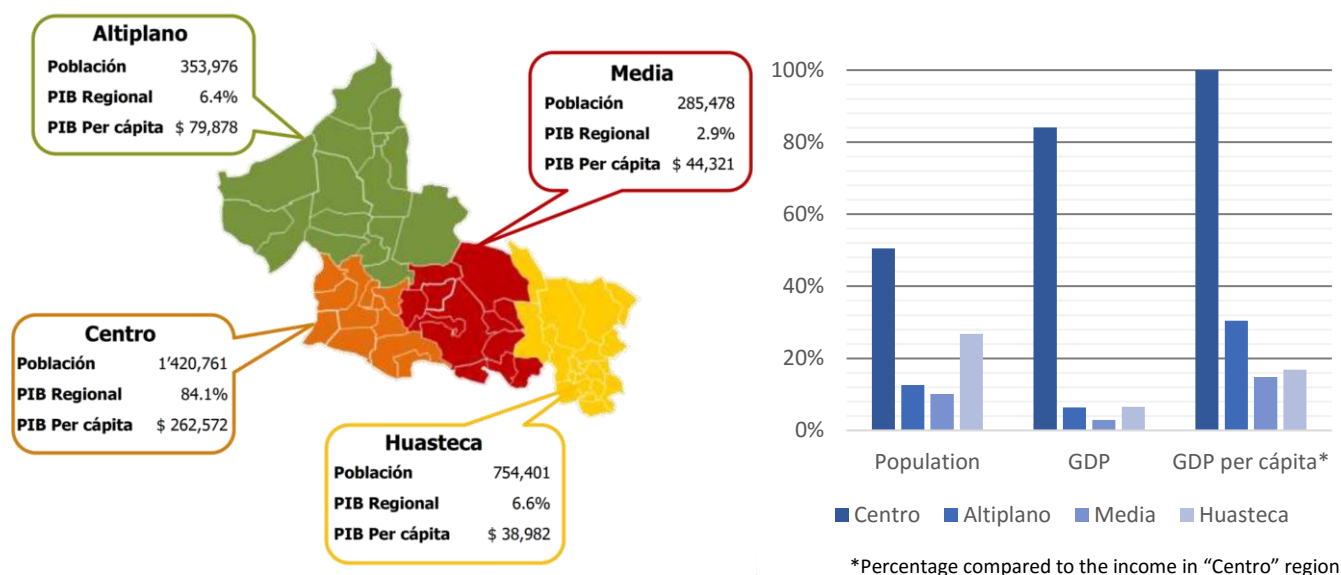 Altiplano
Población 353,976
PIB Regional 6.4%
PIB Per cápita $ 79,878
Media
Población 285,478
PIB Regional 2.9%
PIB Per cápita $ 44,321
Centro
Población 1'420,761
PIB Regional 84.1%
PIB Per cápita $ 262,572
Huasteca
Población 754,401
PIB Regional 6.6%
PIB Per cápita $ 38,982
100%
80%
60%
40%
20%
0%
Population GDP GDP per cápita*
Centro Altiplano Media Huasteca
*Percentage compared to the income in “Centro” region